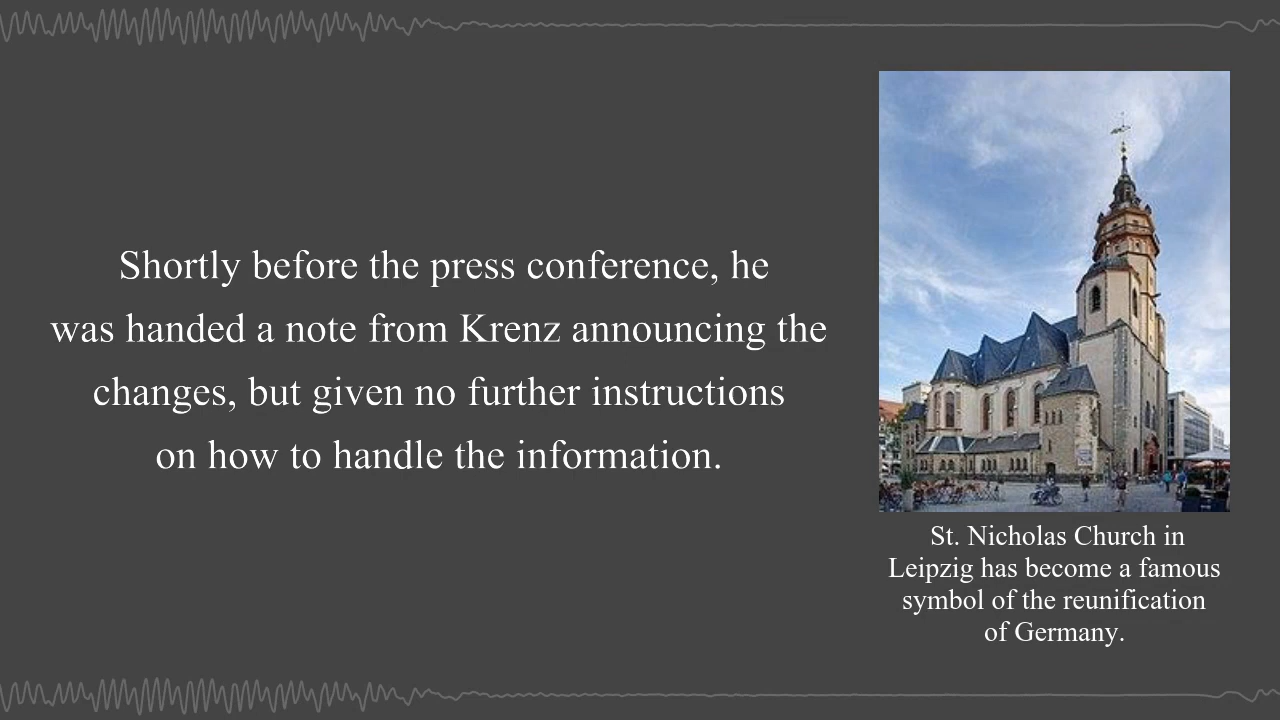 Shortly before the press conference, he
was handed a note from Krenz announcing the
changes, but given no further instructions
on how to handle the information.
St. Nicholas Church in
Leipzig has become a famous
symbol of the reunification
of Germany.